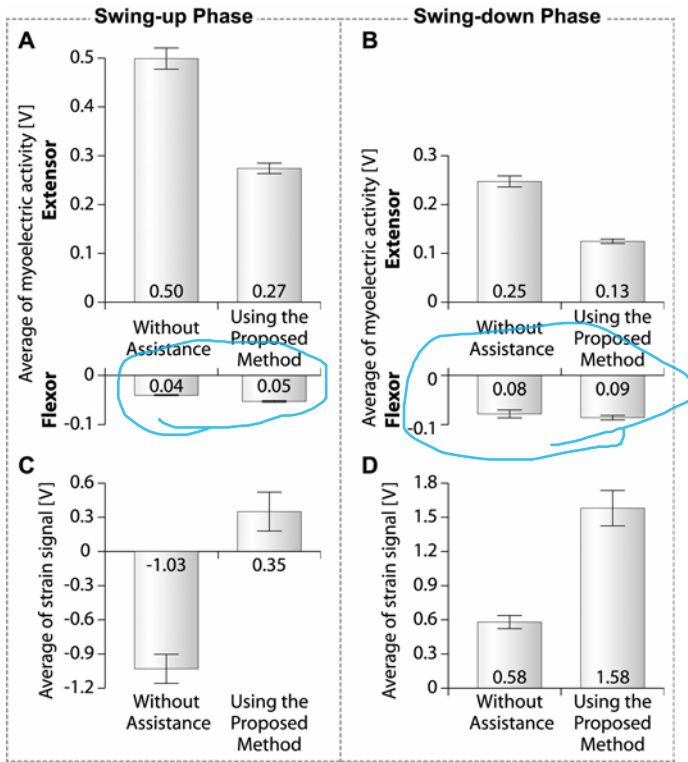 Swing-up Phase
Swing-down Phase
A
Average of myoelectric activity [V]
Extensor
Flexor
0.5
0.4
0.3
0.2
0.1
0
0.50
0.27
Without
Assistance
Using the
Proposed
Method
0
-0.1
0.04
0.05
B
Average of myoelectric activity [V]
Extensor
Flexor
0.3
0.2
0.1
0
0.25
0.13
Without
Assistance
Using the
Proposed
Method
0
-0.1
0.08
0.09
C
Average of strain signal [V]
0.6
0.3
0
-0.3
-0.6
-0.9
-1.2
-1.03
0.35
Without
Assistance
Using the
Proposed
Method
D
Average of strain signal [V]
1.8
1.5
1.2
0.9
0.6
0.3
0
0.58
1.58
Without
Assistance
Using the
Proposed
Method